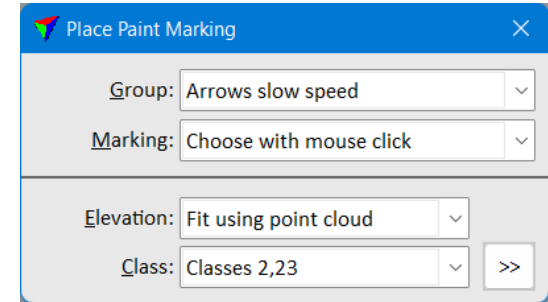 Place Paint Marking
Group: Arrows slow speed
Marking: Choose with mouse click
Elevation: Fit using point cloud
Class: Classes 2,23 >>